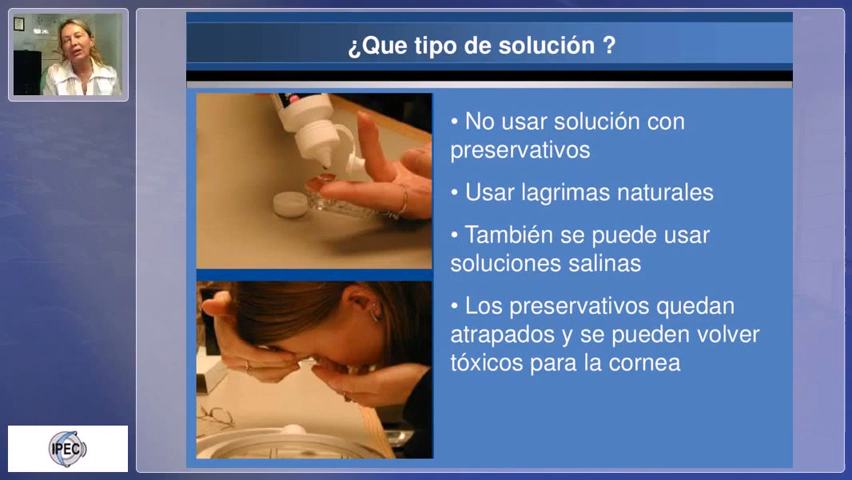 ¿Que tipo de solución ?
• No usar solución con
preservativos
• Usar lagrimas naturales
• También se puede usar
soluciones salinas
• Los preservativos quedan
atrapados y se pueden volver
tóxicos para la cornea
IPEC